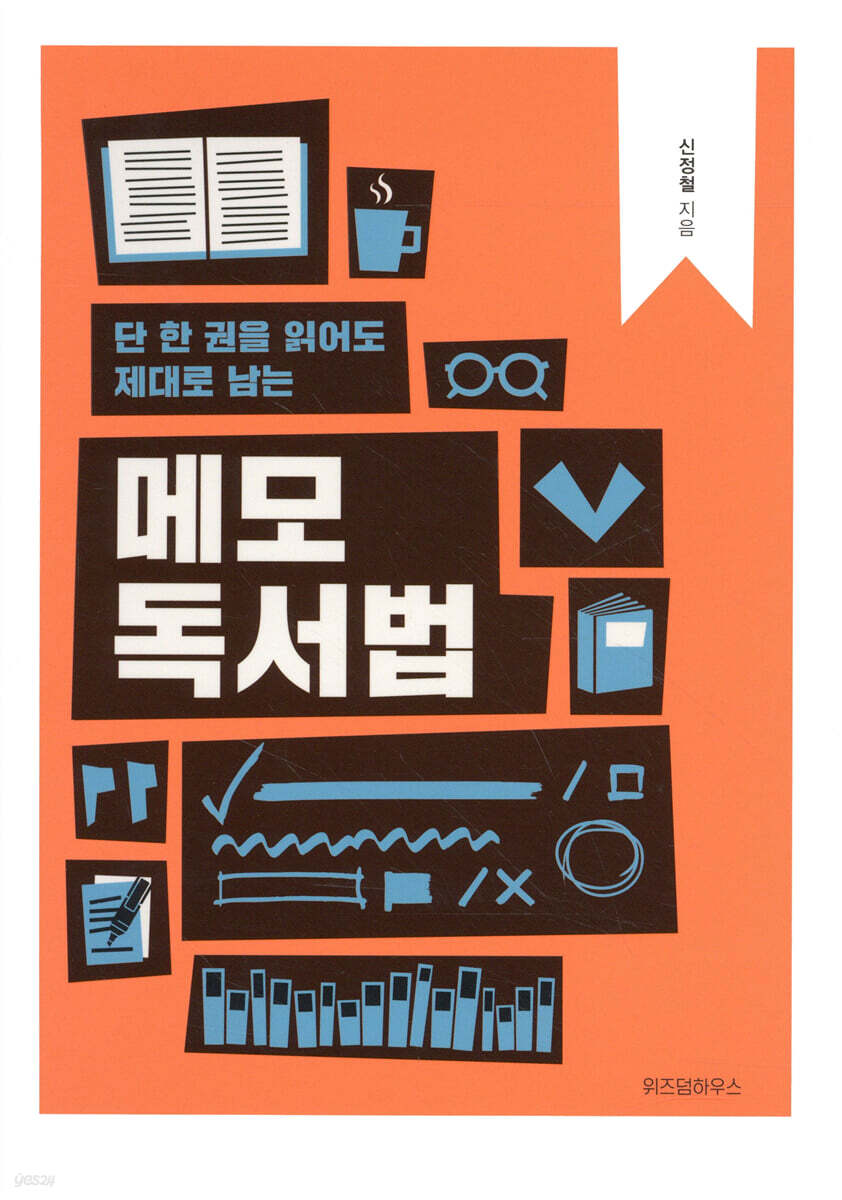 신정철 지음
단 한 권을 읽어도
제대로 남는
메모
독서법
위즈덤하우스
yes24